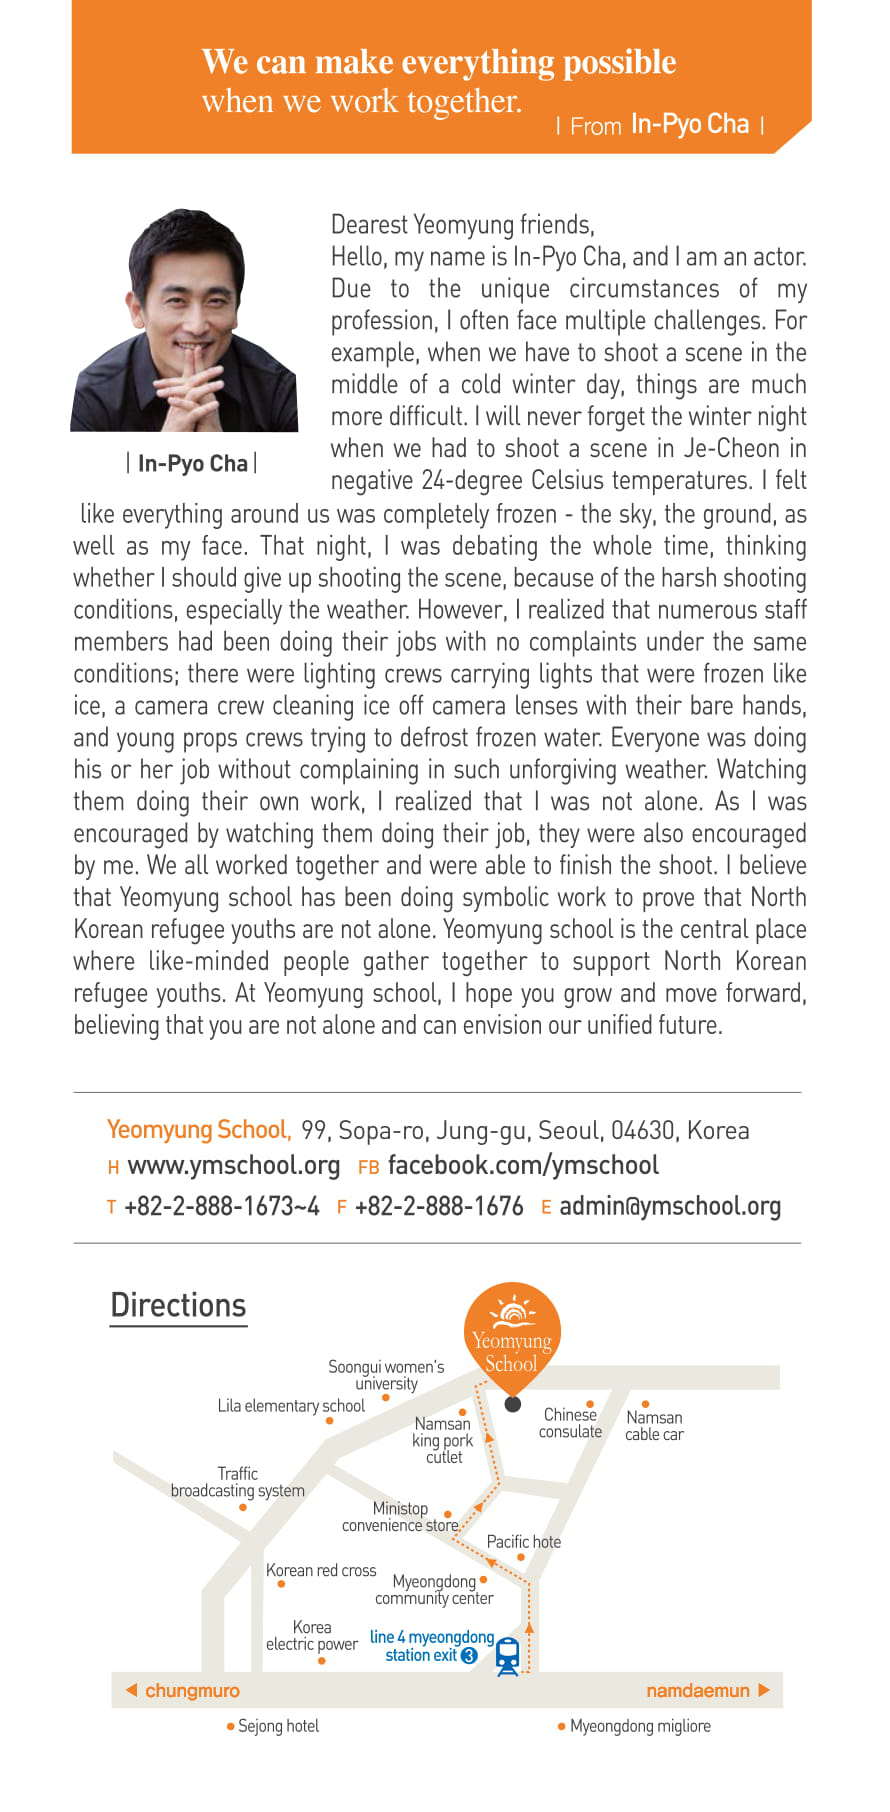 We can make everything possible
when we work together.
| From In-Pyo Cha |
Dearest Yeomyung friends,
Hello, my name is In-Pyo Cha, and I am an actor.
Due to the unique circumstances of my
profession, I often face multiple challenges. For
example, when we have to shoot a scene in the
middle of a cold winter day, things are much
more difficult. I will never forget the winter night
when we had to shoot a scene in Je-Cheon in
negative 24-degree Celsius temperatures. I felt
| In-Pyo Cha |
like everything around us was completely frozen - the sky, the ground, as
well as my face. That night, I was debating the whole time, thinking
whether I should give up shooting the scene, because of the harsh shooting
conditions, especially the weather. However, I realized that numerous staff
members had been doing their jobs with no complaints under the same
conditions; there were lighting crews carrying lights that were frozen like
ice, a camera crew cleaning ice off camera lenses with their bare hands,
and young props crews trying to defrost frozen water. Everyone was doing
his or her job without complaining in such unforgiving weather. Watching
them doing their own work, I realized that I was not alone. As I was
encouraged by watching them doing their job, they were also encouraged
by me. We all worked together and were able to finish the shoot. I believe
that Yeomyung school has been doing symbolic work to prove that North
Korean refugee youths are not alone. Yeomyung school is the central place
where like-minded people gather together to support North Korean
refugee youths. At Yeomyung school, I hope you grow and move forward,
believing that you are not alone and can envision our unified future.
Yeomyung School, 99, Sopa-ro, Jung-gu, Seoul, 04630, Korea
H www.ymschool.org FB facebook.com/ymschool
T +82-2-888-1673~4 F +82-2-888-1676 E admin@ymschool.org
Directions
Yeomyung
School
Soongui women's
university
Lila elementary school
Namsan
king pork
cutlet
Chinese
consulate
Namsan
cable car
Traffic
broadcasting system
Ministop
convenience store
Pacific hote
Korean red cross
Myeongdong
community center
Korea
electric power
line 4 myeongdong
station exit 3
chungmuro
namdaemun
Sejong hotel
Myeongdong migliore